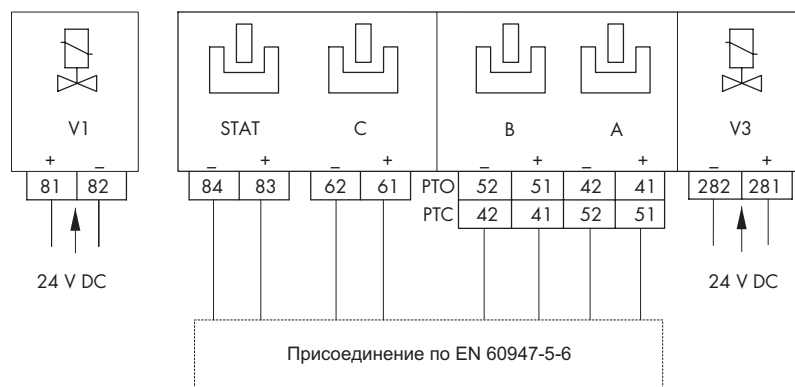 V1 STAT C B A V3
+ – – + – + – + – + – +
81 82 84 83 62 61 PTO 52 51 42 41 282 281
PTC 42 41 52 51
24 V DC 24 V DC
Присоединение по EN 60947-5-6